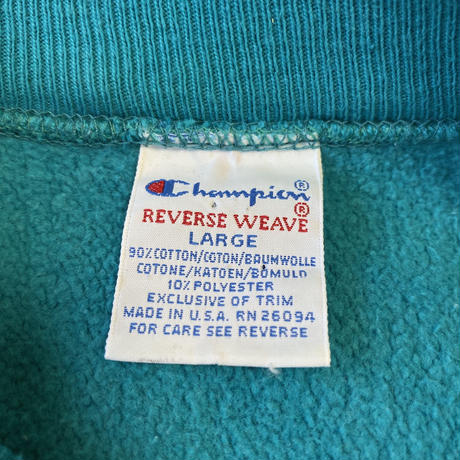 Champion®
REVERSE WEAVE®
LARGE
90% COTTON/COTON/BAUMWOLLE
COTONE/KATOEN/BOMULD
10% POLYESTER
EXCLUSIVE OF TRIM
MADE IN U.S.A. RN 26094
FOR CARE SEE REVERSE